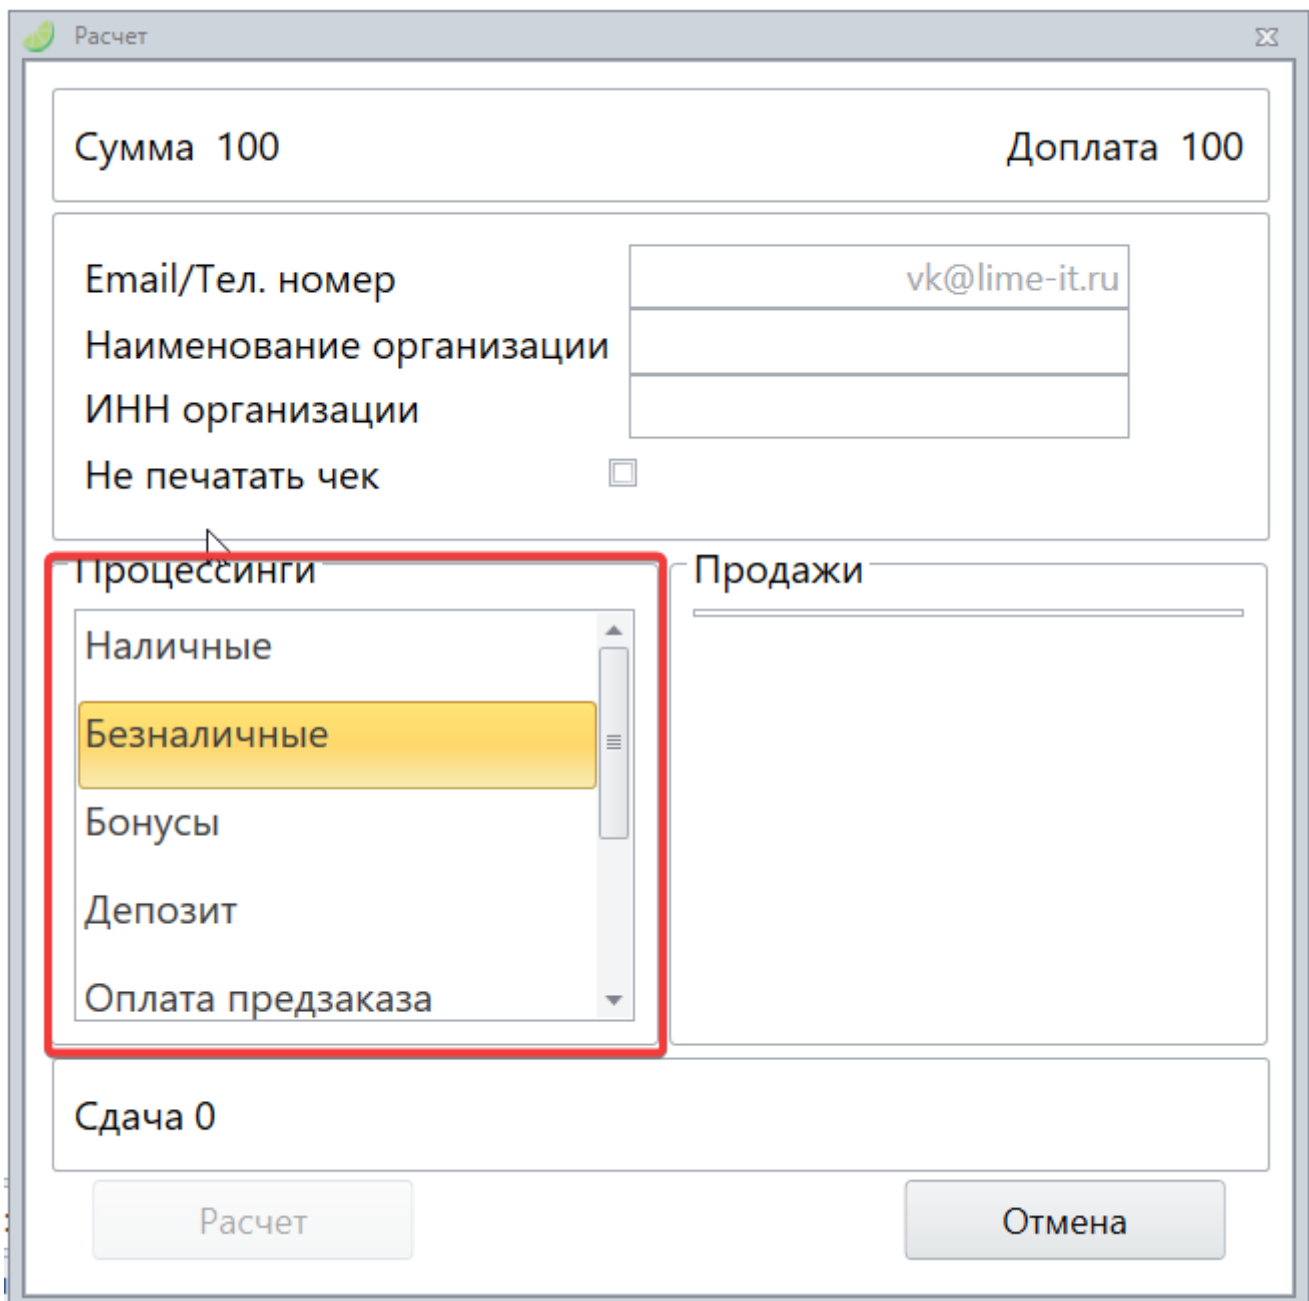 Расчет
Сумма 100 Доплата 100
Email/Тел. номер vk@lime-it.ru
Наименование организации
ИНН организации
Не печатать чек
Процессинги Продажи
Наличные
Безналичные
Бонусы
Депозит
Оплата предзаказа
Сдача 0
Расчет Отмена